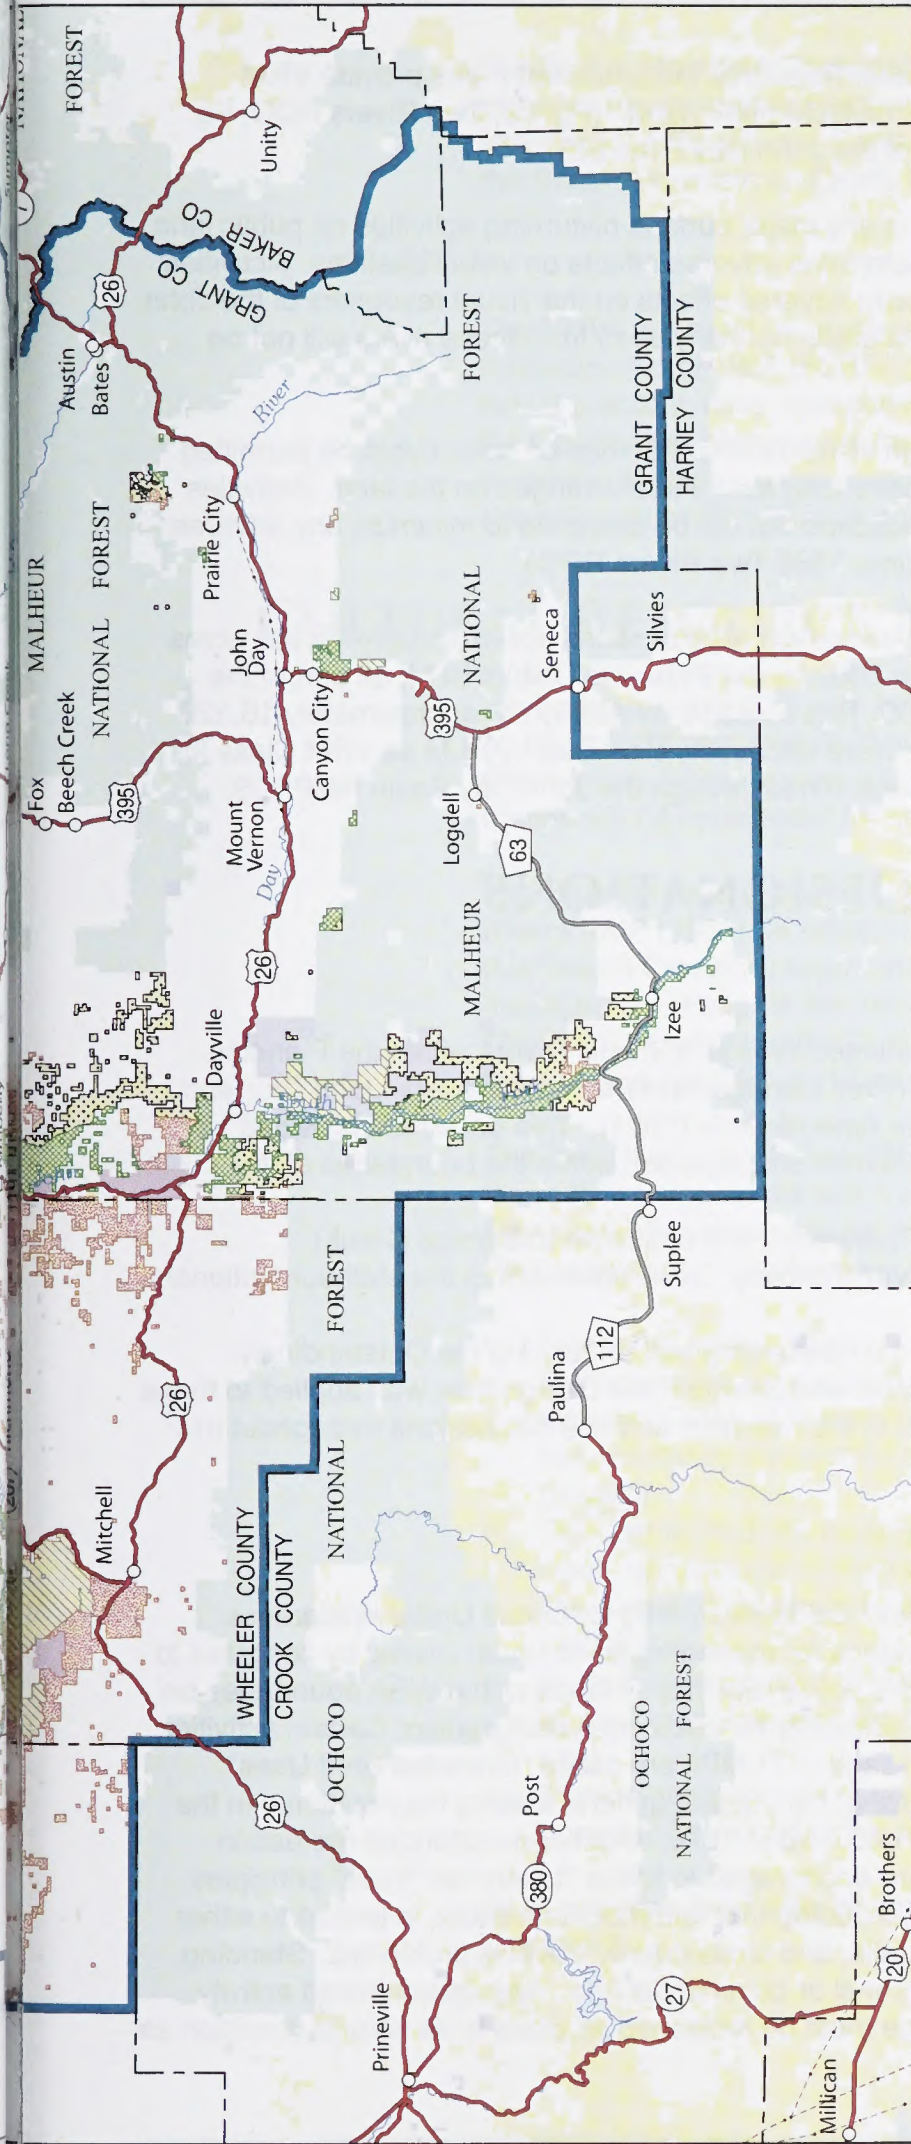 NATIONAL
FOREST
Unity
26
GRANT CO
BAKER CO
Austin
Bates
River
FOREST
GRANT COUNTY
HARNEY COUNTY
MALHEUR
NATIONAL FOREST
Prairie City
John
Day
Canyon City
NATIONAL
Seneca
Silvies
Fox
Beech Creek
395
Mount
Vernon
Day
395
Logdell
63
MALHEUR
26
Dayville
South
Izee
Suplee
112
Paulina
FOREST
26
Mitchell
NATIONAL
WHEELER COUNTY
CROOK COUNTY
OCHOCO
26
OCHOCO
NATIONAL FOREST
Post
380
Prineville
27
Brothers
20
Millican